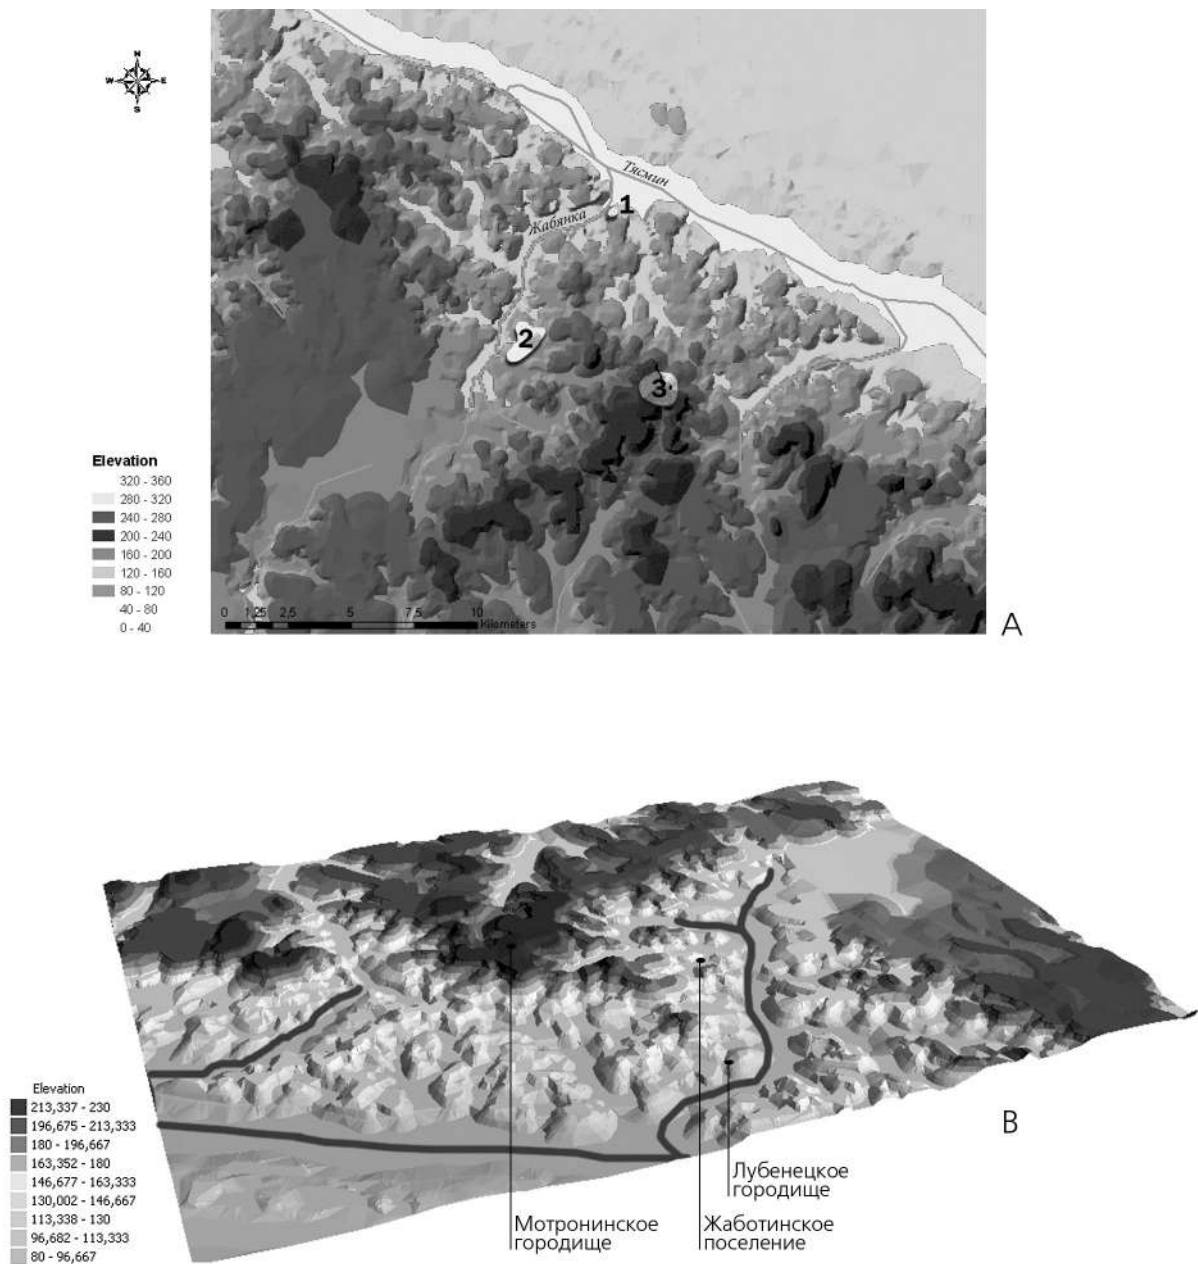 N
W E
S
Тясмин
1
Жабянка
2
3
Elevation
320 - 360
280 - 320
240 - 280
200 - 240
160 - 200
120 - 160
80 - 120
40 - 80
0 - 40
0 1,25 2,5 5 7,5 10
Kilometers
A
Elevation
213,337 - 230
196,675 - 213,333
180 - 196,667
163,352 - 180
146,677 - 163,333
130,002 - 146,667
113,338 - 130
96,682 - 113,333
80 - 96,667
B
Лубенецкое
городище
Мотронинское
городище
Жаботинское
поселение